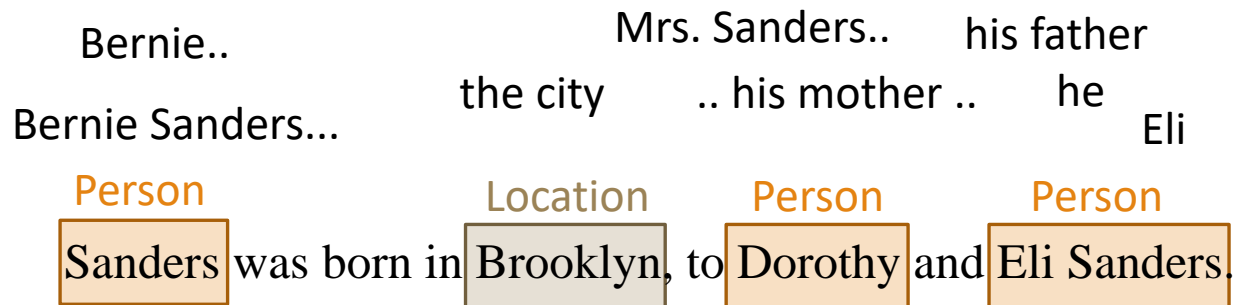 Mrs. Sanders.. his father
Bernie..
the city .. his mother .. he
Bernie Sanders... Eli
Person Location Person Person
Sanders was born in Brooklyn, to Dorothy and Eli Sanders.